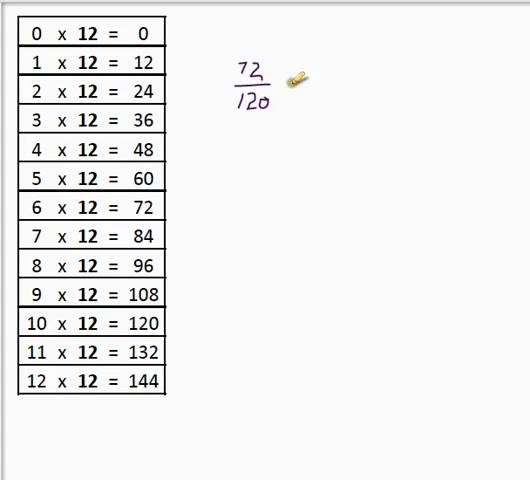 0 x 12 = 0
1 x 12 = 12
2 x 12 = 24
3 x 12 = 36
4 x 12 = 48
5 x 12 = 60
6 x 12 = 72
7 x 12 = 84
8 x 12 = 96
9 x 12 = 108
10 x 12 = 120
11 x 12 = 132
12 x 12 = 144
72
120